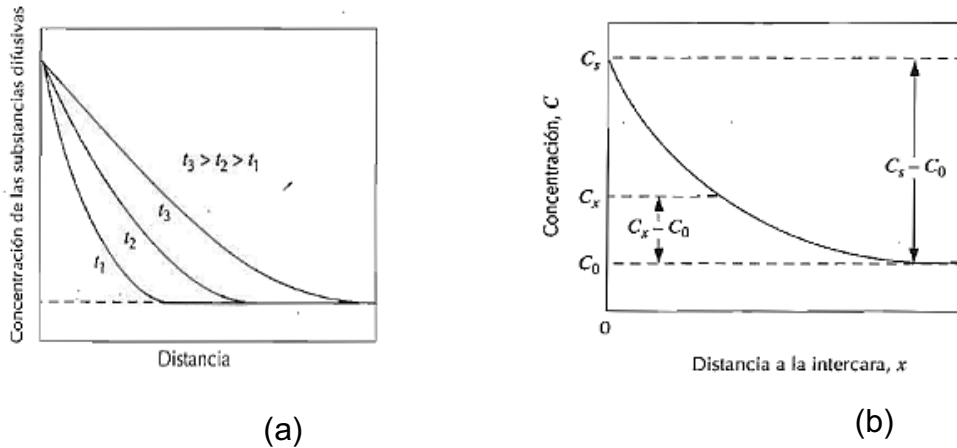 Concentración de las substancias difusivas
t₃ > t₂ > t₁
t₃
t₂
t₁
Distancia
(a)
Concentración, C
Cₛ
Cₛ – C₀
Cₓ
Cₓ – C₀
C₀
0
Distancia a la intercara, x
(b)